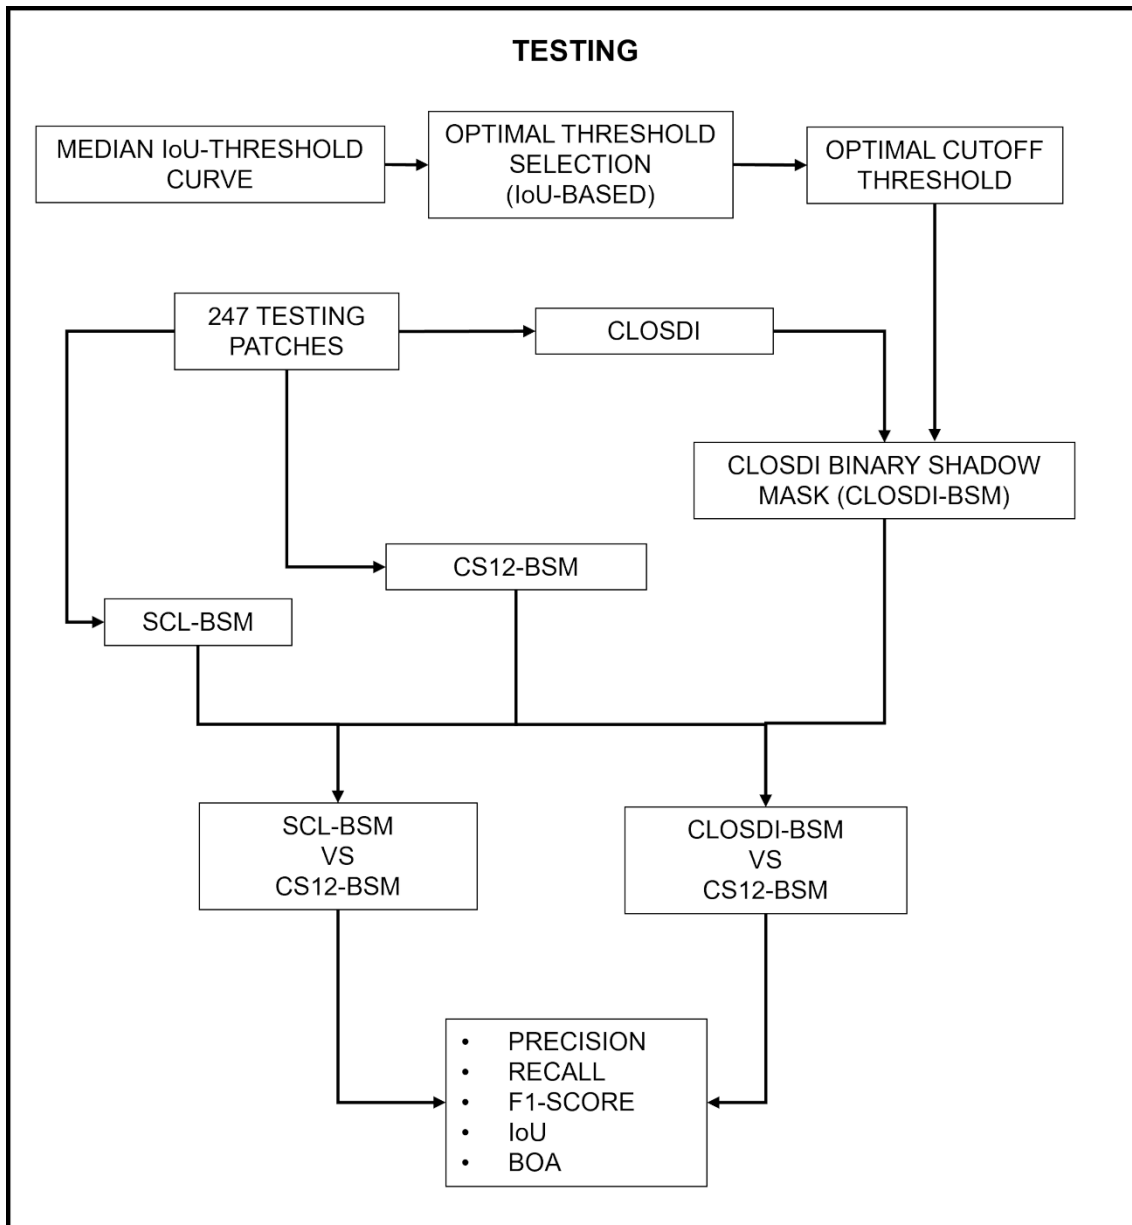 TESTING
MEDIAN IoU-THRESHOLD
CURVE
OPTIMAL THRESHOLD
SELECTION
(IoU-BASED)
OPTIMAL CUTOFF
THRESHOLD
247 TESTING
PATCHES
CLOSDI
CLOSDI BINARY SHADOW
MASK (CLOSDI-BSM)
CS12-BSM
SCL-BSM
SCL-BSM
VS
CS12-BSM
CLOSDI-BSM
VS
CS12-BSM
• PRECISION
• RECALL
• F1-SCORE
• IoU
• BOA